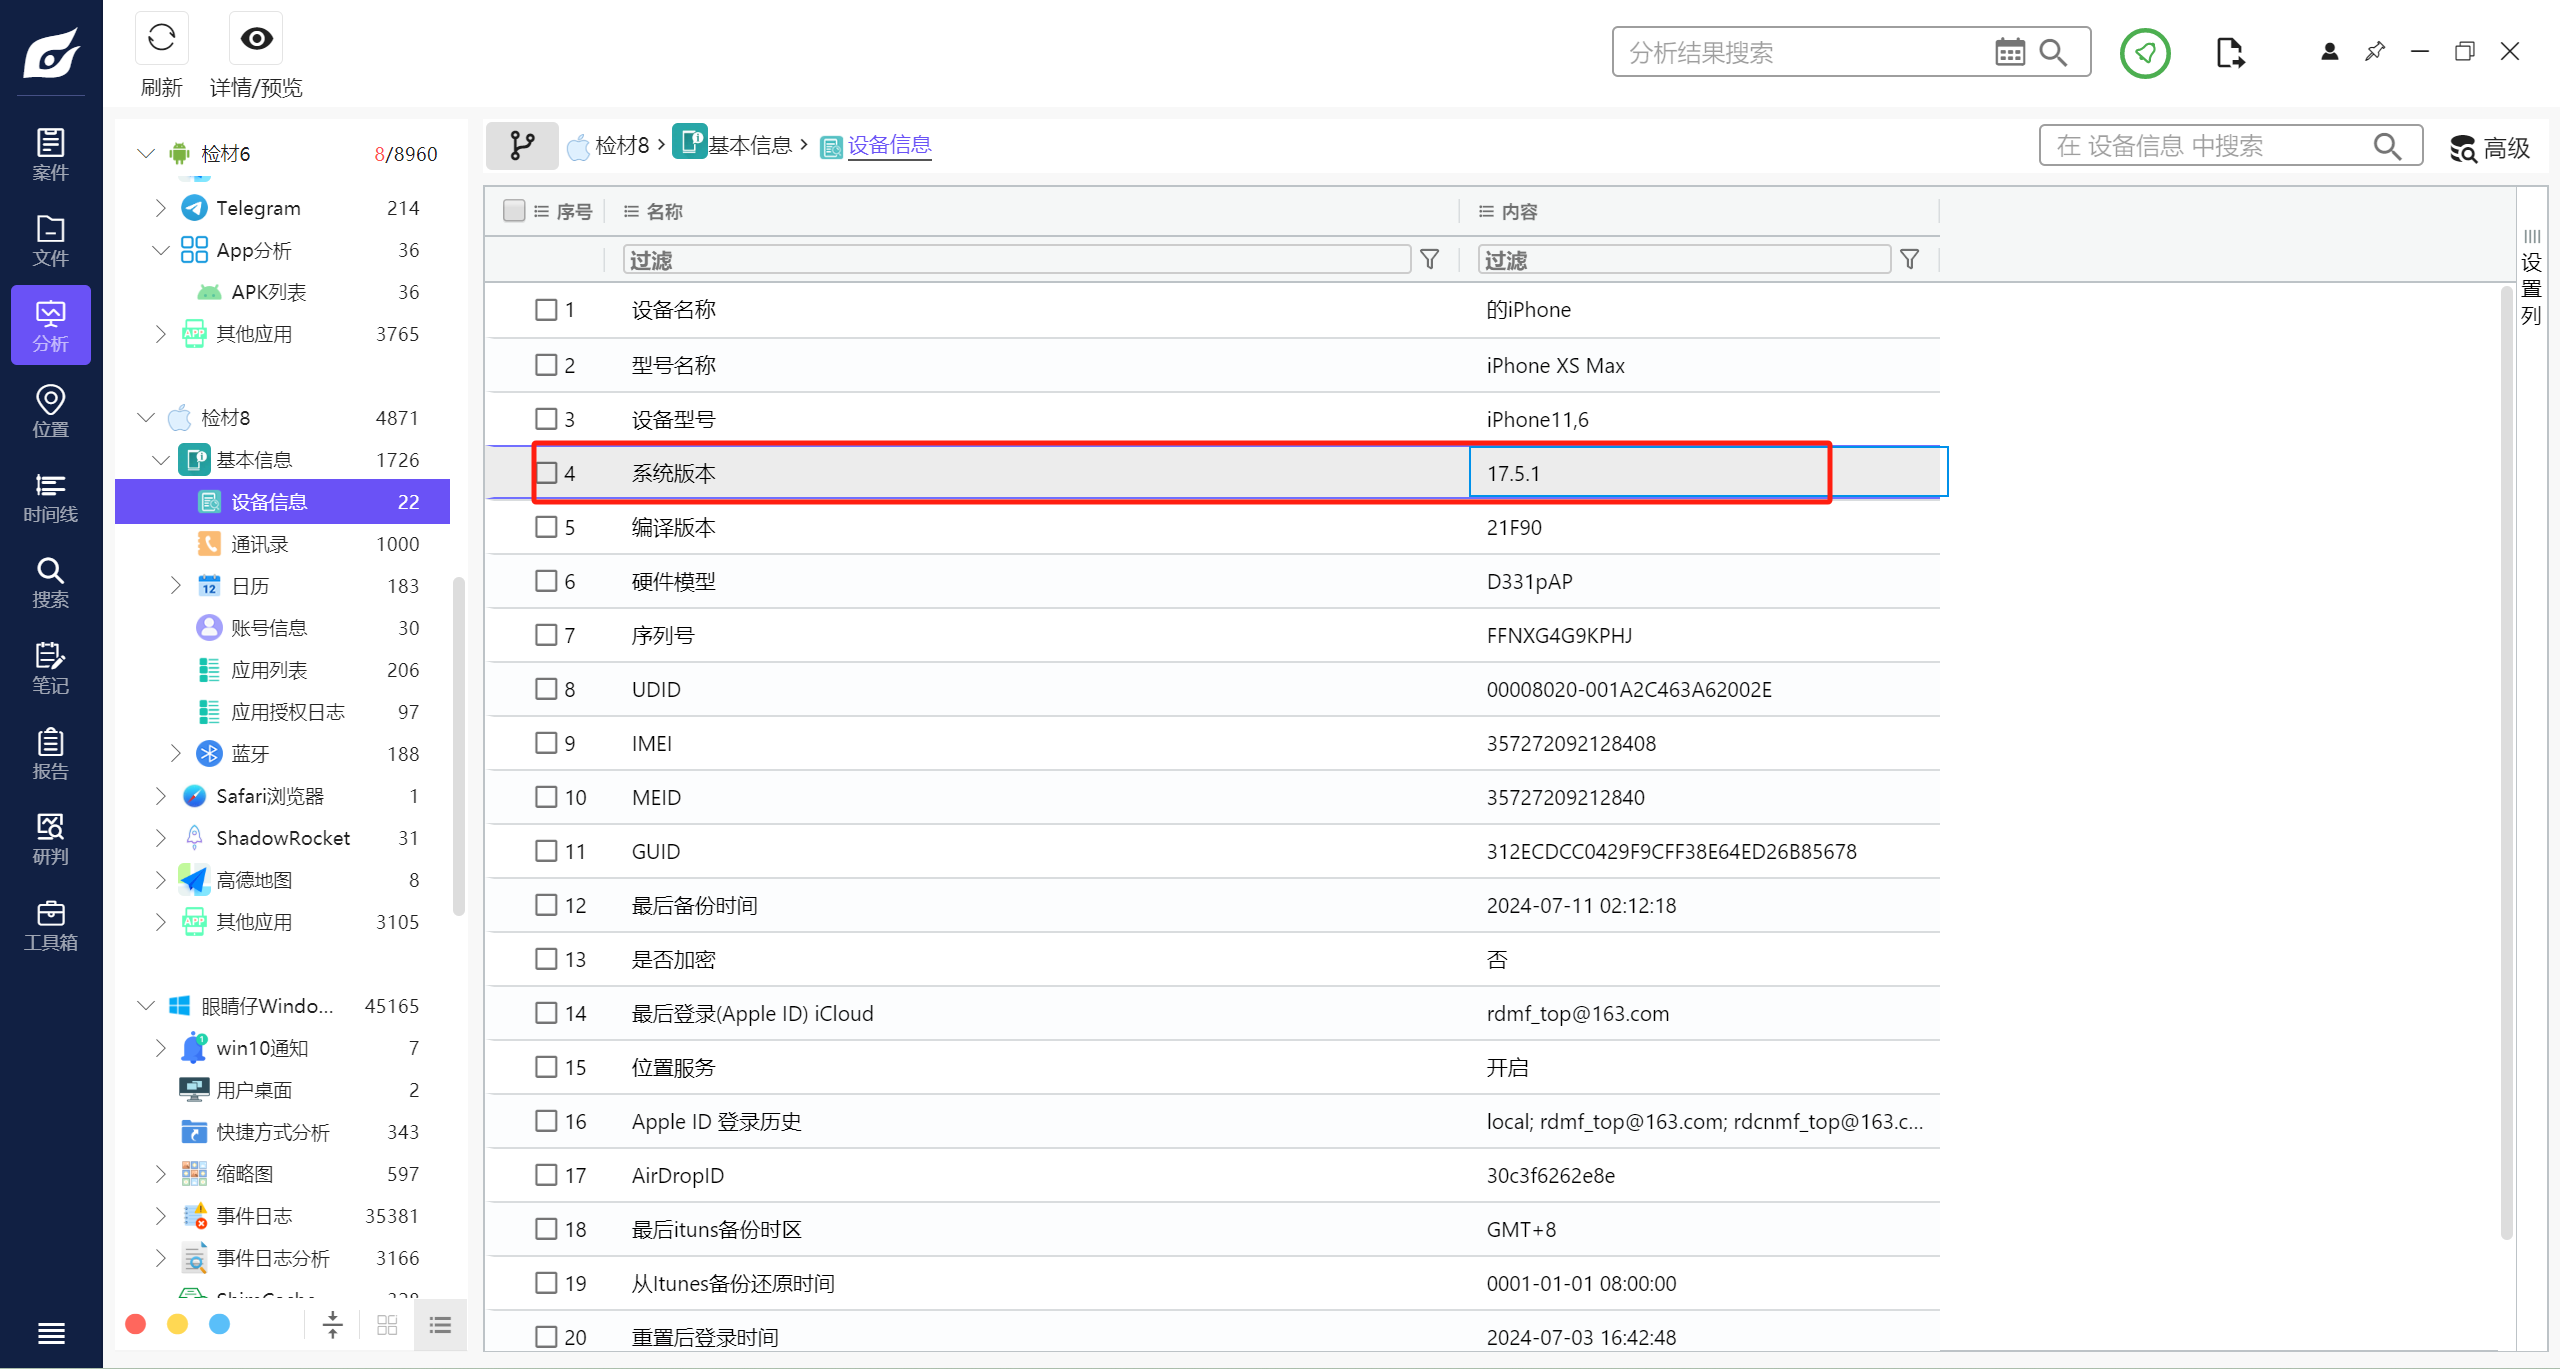 刷新
详情/预览
分析结果搜索
案件
文件
分析
位置
时间线
搜索
笔记
报告
研判
工具箱
检材6 8/8960
Telegram 214
App分析 36
APK列表 36
其他应用 3765
检材8 4871
基本信息 1726
设备信息 22
通讯录 1000
日历 183
账号信息 30
应用列表 206
应用授权日志 97
蓝牙 188
Safari浏览器 1
ShadowRocket 31
高德地图 8
其他应用 3105
眼睛仔Windo... 45165
win10通知 7
用户桌面 2
快捷方式分析 343
缩略图 597
事件日志 35381
事件日志分析 3166
检材8 › 基本信息 › 设备信息
在 设备信息 中搜索
高级
序号 名称 内容
过滤 过滤
1 设备名称 的iPhone
2 型号名称 iPhone XS Max
3 设备型号 iPhone11,6
4 系统版本 17.5.1
5 编译版本 21F90
6 硬件模型 D331pAP
7 序列号 FFNXG4G9KPHJ
8 UDID 00008020-001A2C463A62002E
9 IMEI 357272092128408
10 MEID 35727209212840
11 GUID 312ECDCC0429F9CFF38E64ED26B85678
12 最后备份时间 2024-07-11 02:12:18
13 是否加密 否
14 最后登录(Apple ID) iCloud rdmf_top@163.com
15 位置服务 开启
16 Apple ID 登录历史 local; rdmf_top@163.com; rdcnmf_top@163.c...
17 AirDropID 30c3f6262e8e
18 最后ituns备份时区 GMT+8
19 从Itunes备份还原时间 0001-01-01 08:00:00
20 重置后登录时间 2024-07-03 16:42:48
设置列